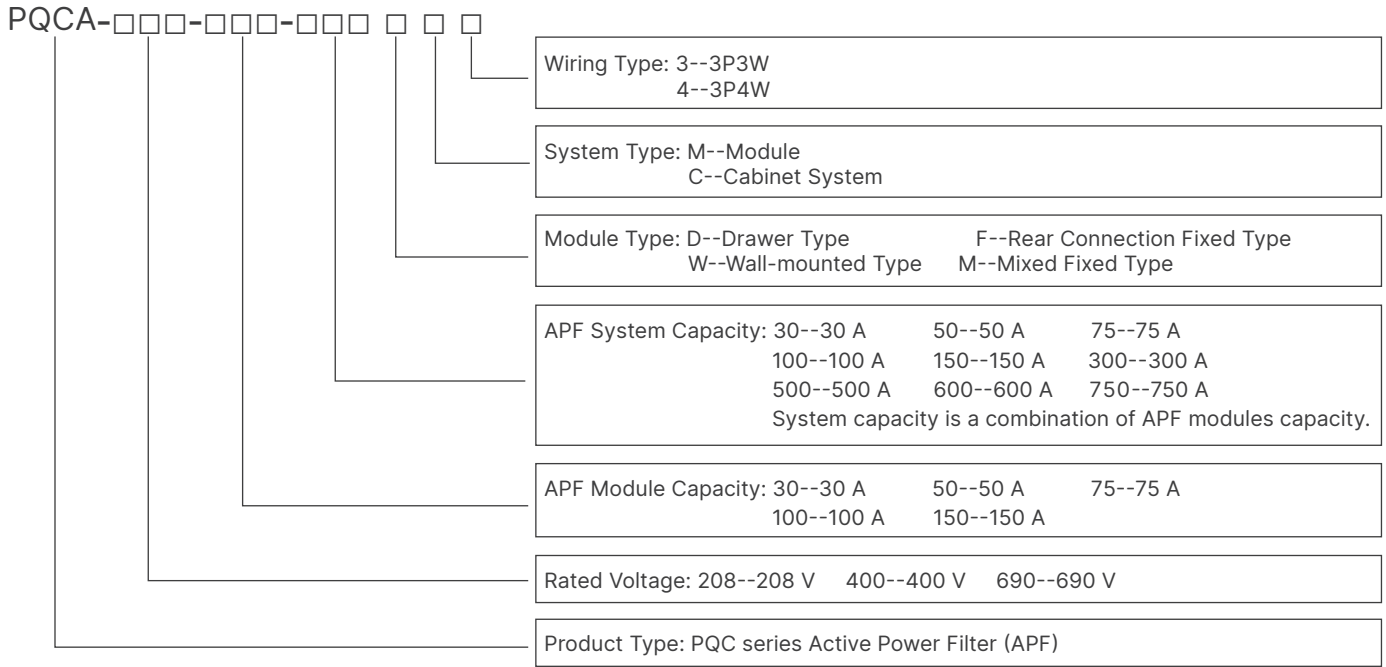 PQCA-□□□-□□□-□□□ □ □ □
Wiring Type: 3--3P3W
4--3P4W
System Type: M--Module
C--Cabinet System
Module Type: D--Drawer Type F--Rear Connection Fixed Type
W--Wall-mounted Type M--Mixed Fixed Type
APF System Capacity: 30--30 A 50--50 A 75--75 A
100--100 A 150--150 A 300--300 A
500--500 A 600--600 A 750--750 A
System capacity is a combination of APF modules capacity.
APF Module Capacity: 30--30 A 50--50 A 75--75 A
100--100 A 150--150 A
Rated Voltage: 208--208 V 400--400 V 690--690 V
Product Type: PQC series Active Power Filter (APF)